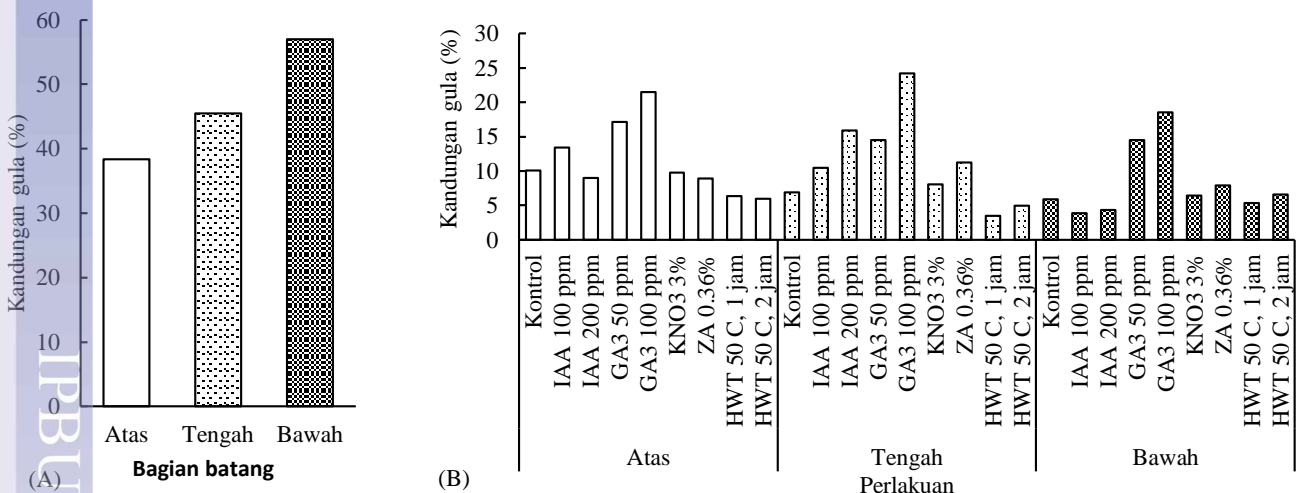 Kandungan gula (%)
60
50
40
30
20
10
0
Atas Tengah Bawah
Bagian batang
(A)
IPBU
Kandungan gula (%)
30
25
20
15
10
5
0
Kontrol
IAA 100 ppm
IAA 200 ppm
GA3 50 ppm
GA3 100 ppm
KNO3 3%
ZA 0.36%
HWT 50 C, 1 jam
HWT 50 C, 2 jam
Kontrol
IAA 100 ppm
IAA 200 ppm
GA3 50 ppm
GA3 100 ppm
KNO3 3%
ZA 0.36%
HWT 50 C, 1 jam
HWT 50 C, 2 jam
Kontrol
IAA 100 ppm
IAA 200 ppm
GA3 50 ppm
GA3 100 ppm
KNO3 3%
ZA 0.36%
HWT 50 C, 1 jam
HWT 50 C, 2 jam
Atas Tengah Bawah
Perlakuan
(B)